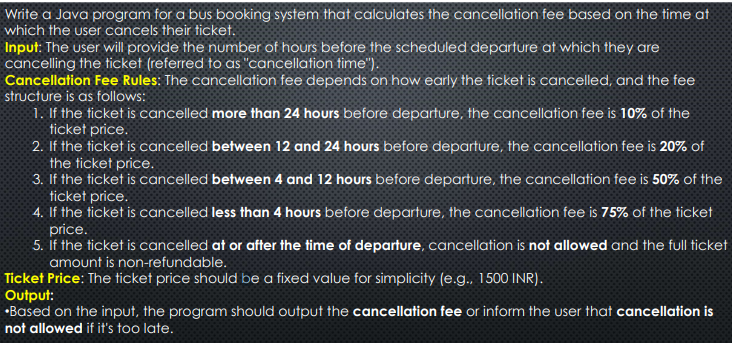 Write a Java program for a bus booking system that calculates the cancellation fee based on the time at
which the user cancels their ticket.
Input: The user will provide the number of hours before the scheduled departure at which they are
cancelling the ticket (referred to as "cancellation time").
Cancellation Fee Rules: The cancellation fee depends on how early the ticket is cancelled, and the fee
structure is as follows:
1. If the ticket is cancelled more than 24 hours before departure, the cancellation fee is 10% of the
ticket price.
2. If the ticket is cancelled between 12 and 24 hours before departure, the cancellation fee is 20% of
the ticket price.
3. If the ticket is cancelled between 4 and 12 hours before departure, the cancellation fee is 50% of the
ticket price.
4. If the ticket is cancelled less than 4 hours before departure, the cancellation fee is 75% of the ticket
price.
5. If the ticket is cancelled at or after the time of departure, cancellation is not allowed and the full ticket
amount is non-refundable.
Ticket Price: The ticket price should be a fixed value for simplicity (e.g., 1500 INR).
Output:
•Based on the input, the program should output the cancellation fee or inform the user that cancellation is
not allowed if it's too late.